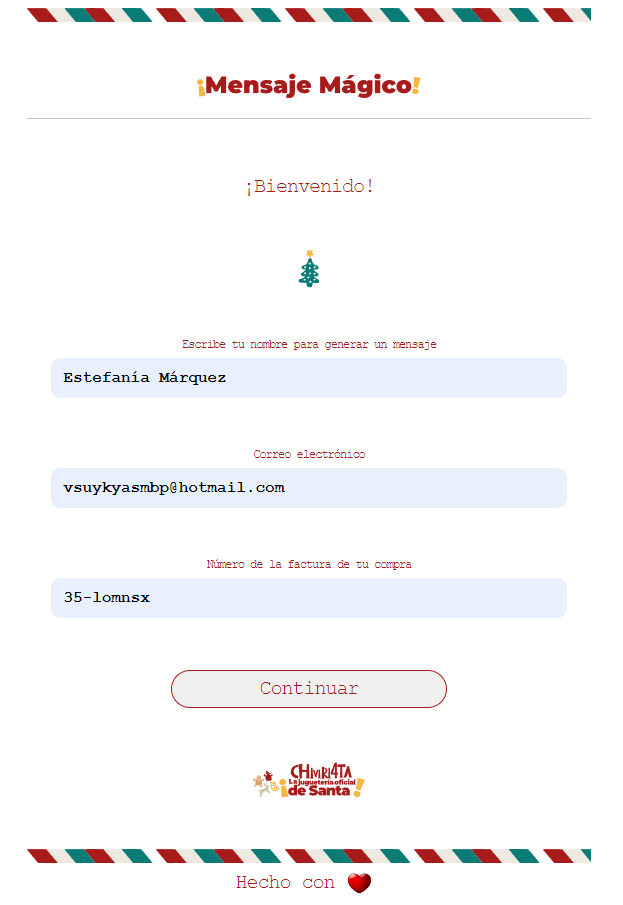 ¡Mensaje Mágico!
¡Bienvenido!
Escribe tu nombre para generar un mensaje
Estefanía Márquez
Correo electrónico
vsuykyasmbp@hotmail.com
Número de la factura de tu compra
35-lomnsx
Continuar
CHIMRI4TA
La juguetería oficial
¡de Santa!
Hecho con